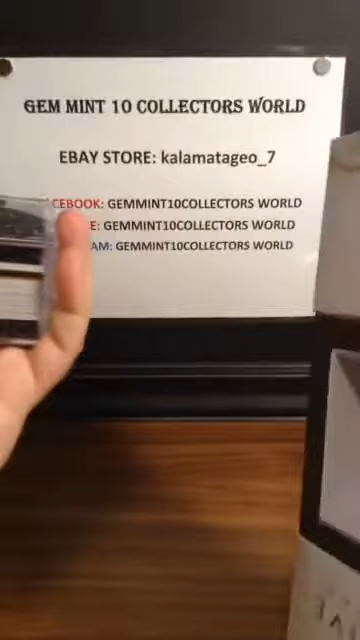 GEM MINT 10 COLLECTORS WORLD
EBAY STORE: kalamatageo_7
CEBOOK: GEMMINT10COLLECTORS WORLD
E: GEMMINT10COLLECTORS WORLD
AM: GEMMINT10COLLECTORS WORLD